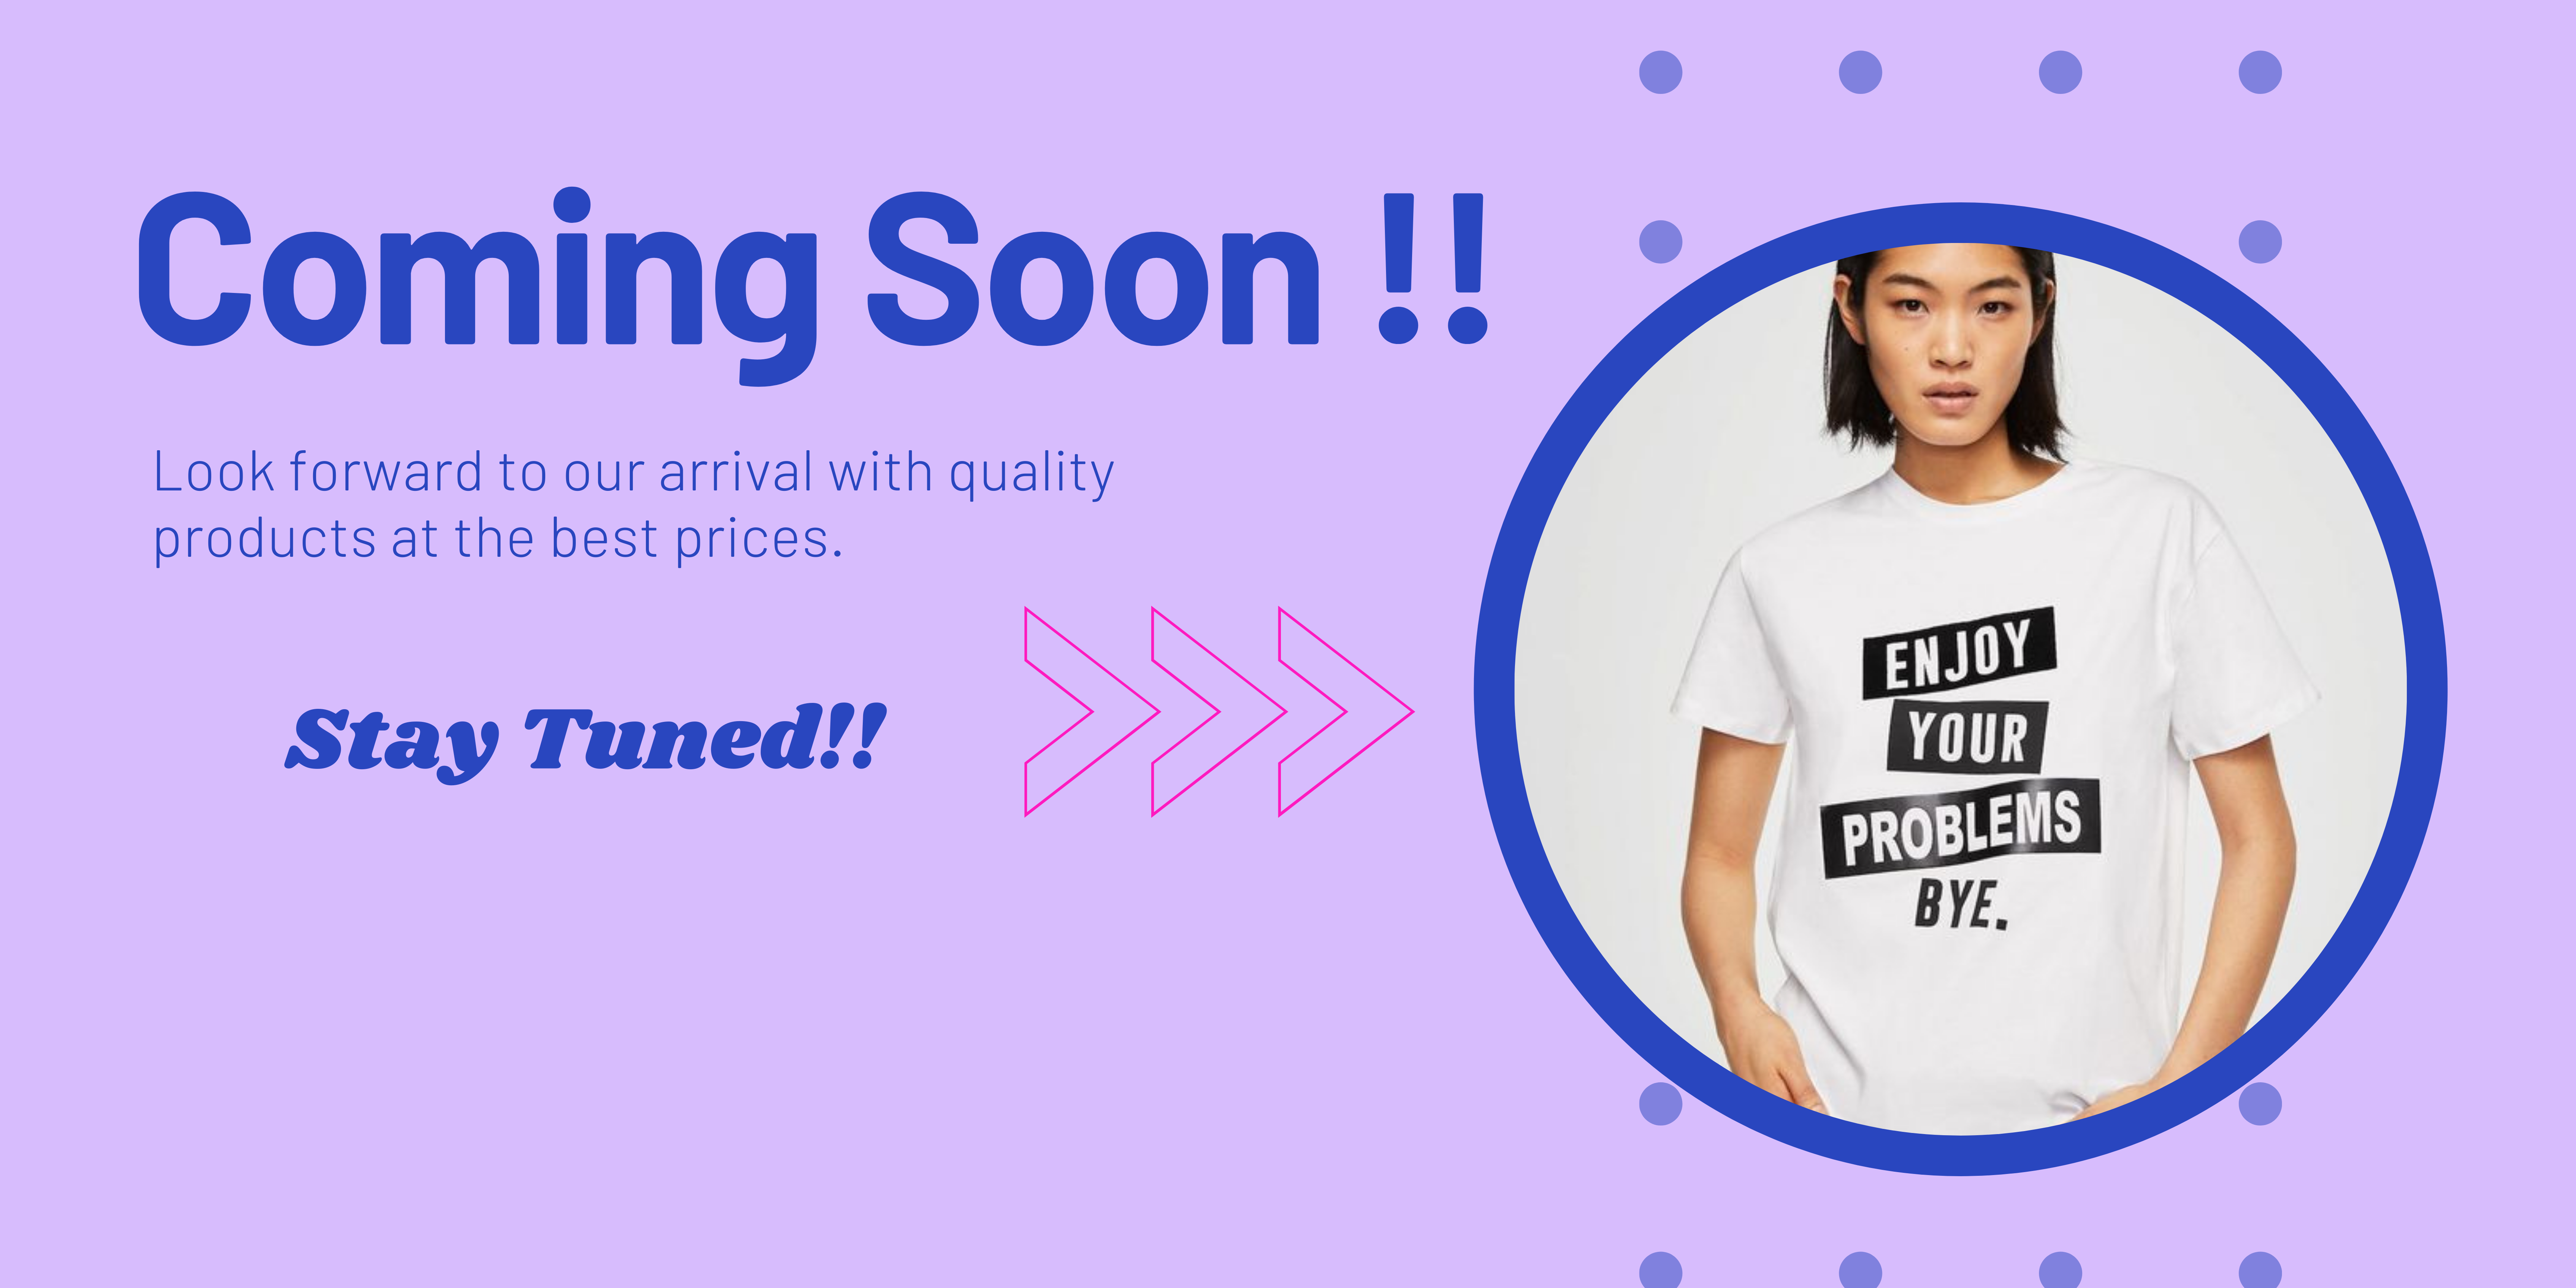 Coming Soon !!
Look forward to our arrival with quality
products at the best prices.
Stay Tuned!!
ENJOY
YOUR
PROBLEMS
BYE.